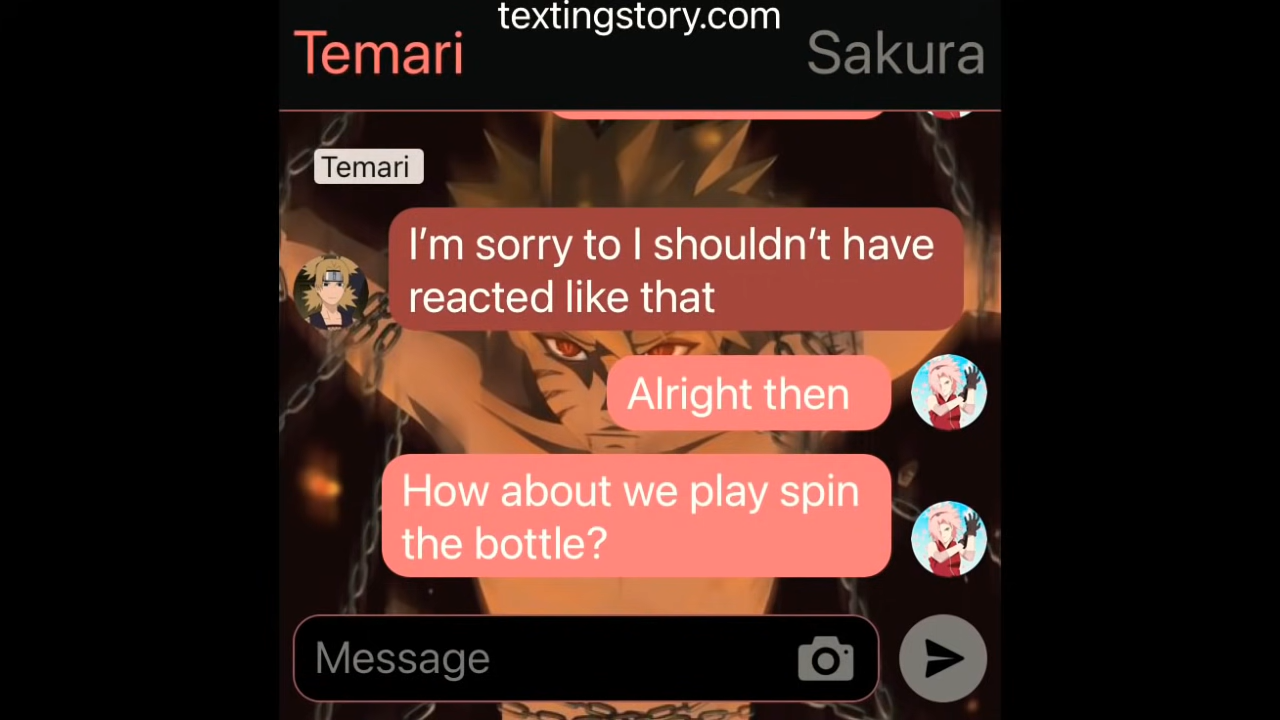 textingstory.com
Temari
Sakura
Temari
I’m sorry to I shouldn’t have
reacted like that
Alright then
How about we play spin
the bottle?
Message